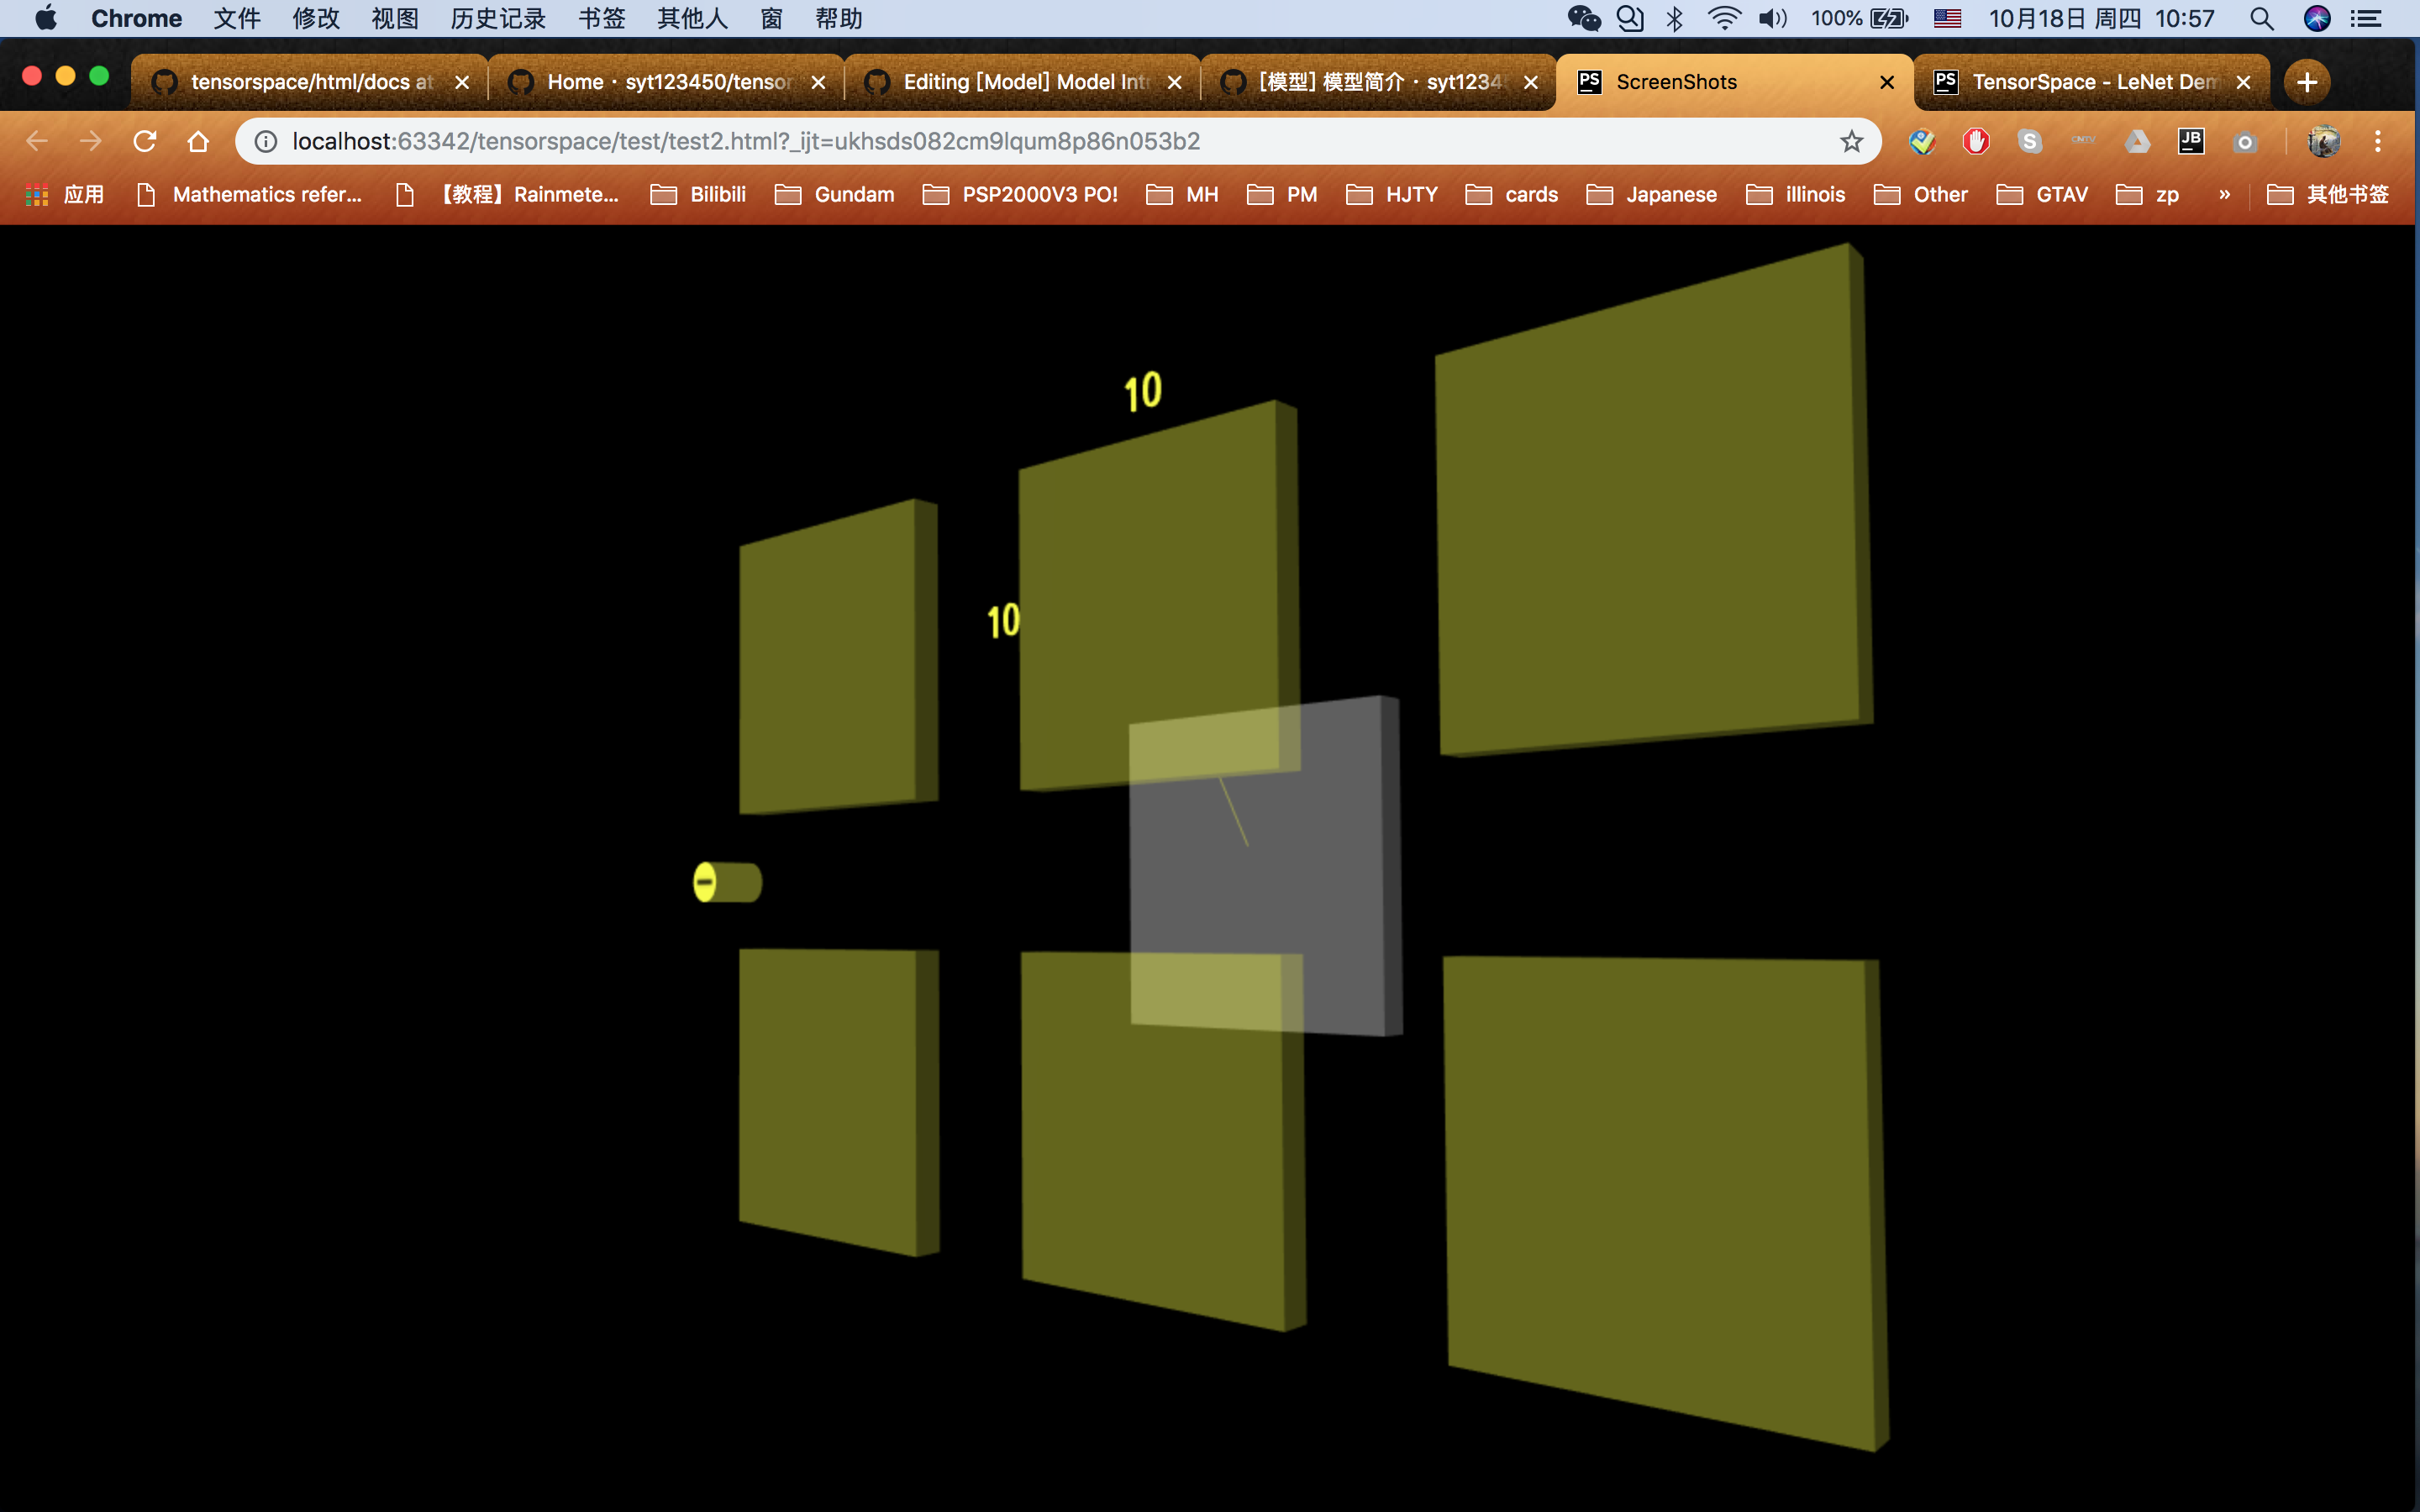 Chrome 文件 修改 视图 历史记录 书签 其他人 窗 帮助 100% 10月18日 周四 10:57
tensorspace/html/docs at Home · syt123450/tensor Editing [Model] Model Int [模型] 模型简介 · syt1234 PS ScreenShots PS TensorSpace - LeNet Dem
localhost:63342/tensorspace/test/test2.html?_ijt=ukhsds082cm9lqum8p86n053b2 S CNTV JB
应用 Mathematics refer... 【教程】Rainmete... Bilibili Gundam PSP2000V3 PO! MH PM HJTY cards Japanese illinois Other GTAV zp » 其他书签
10
10